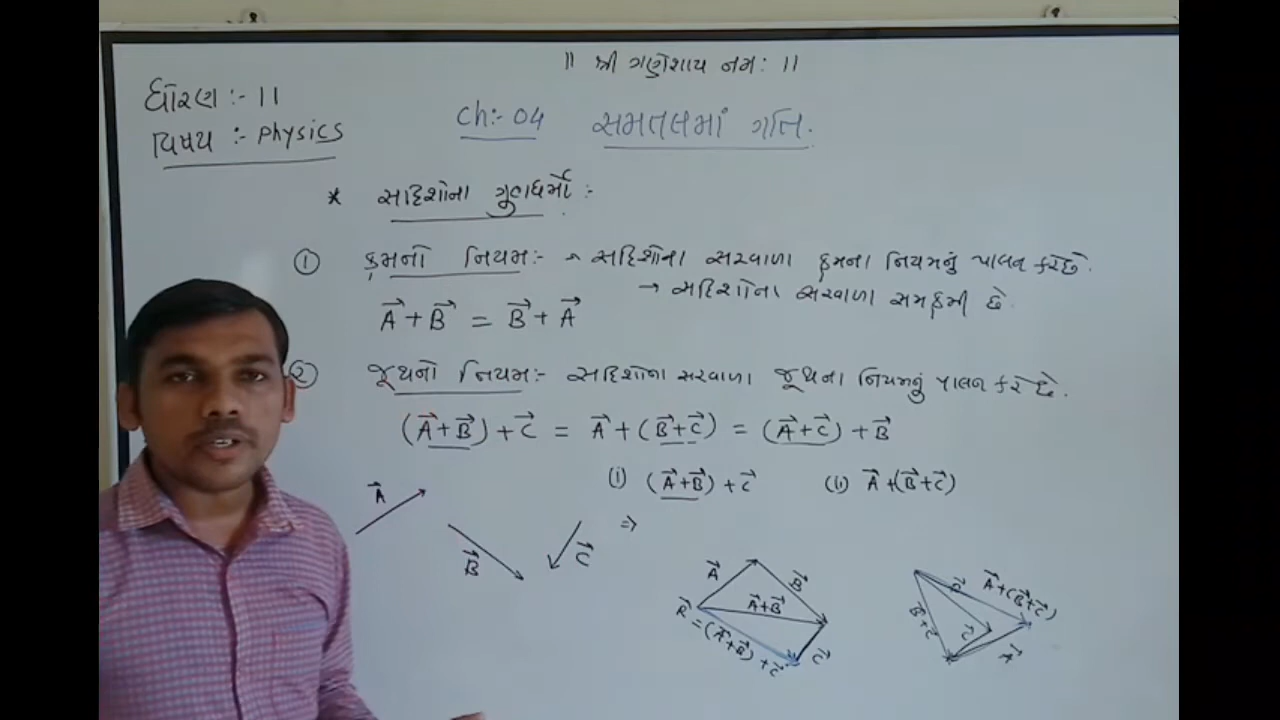 ॥ શ્રી ગણેશાય નમ: ॥
ધોરણ :- 11
વિષય :- Physics
Ch:- 04 સમતલમાં ગતિ.
* સદિશોના ગુણધર્મો :-
① ક્રમનો નિયમ :- → સદિશોના સરવાળા ક્રમના નિયમનું પાલન કરે છે.
→ સદિશોના સરવાળા સમક્રમી છે.
A⃗ + B⃗ = B⃗ + A⃗
② જૂથનો નિયમ :- સદિશોના સરવાળા જૂથના નિયમનું પાલન કરે છે.
(A⃗ + B⃗) + C⃗ = A⃗ + (B⃗ + C⃗) = (A⃗ + C⃗) + B⃗
(i) (A⃗ + B⃗) + C⃗ (ii) A⃗ + (B⃗ + C⃗)
A⃗
B⃗
C⃗
⇒
A⃗
B⃗
A⃗+B⃗
R⃗ = (A⃗+B⃗) + C⃗
C⃗
B⃗
A⃗+(B⃗+C⃗)
B⃗+C⃗
C⃗
A⃗